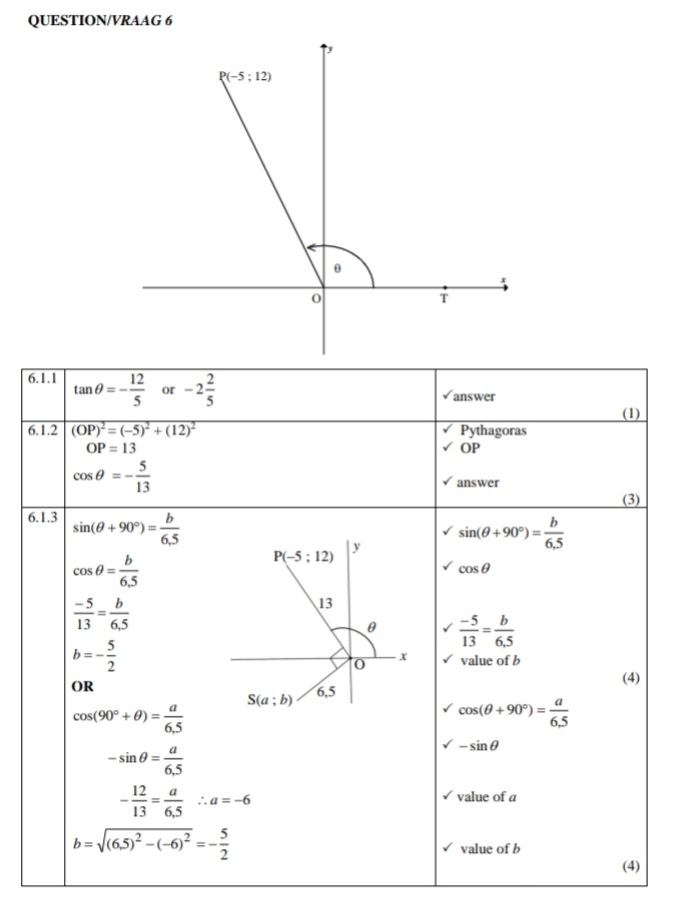 QUESTION/VRAAG 6
y
P(−5 ; 12)
θ
x
O
T
6.1.1
tan θ = −12/5 or −2 2/5
✓answer
(1)
6.1.2
(OP)² = (−5)² + (12)²
OP = 13
cos θ = −5/13
✓ Pythagoras
✓ OP
✓ answer
(3)
6.1.3
sin(θ + 90°) = b/6,5
cos θ = b/6,5
−5/13 = b/6,5
b = −5/2
OR
cos(90° + θ) = a/6,5
− sin θ = a/6,5
−12/13 = a/6,5 ∴ a = −6
b = √((6,5)² − (−6)²) = −5/2
P(−5 ; 12)
y
13
θ
x
O
S(a ; b)
6,5
✓ sin(θ + 90°) = b/6,5
✓ cos θ
✓ −5/13 = b/6,5
✓ value of b
(4)
✓ cos(θ + 90°) = a/6,5
✓ − sin θ
✓ value of a
✓ value of b
(4)